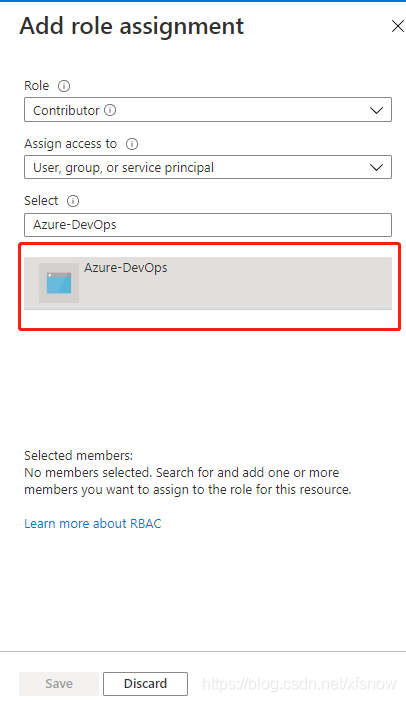 Add role assignment
Role
Contributor
Assign access to
User, group, or service principal
Select
Azure-DevOps
Azure-DevOps
Selected members:
No members selected. Search for and add one or more
members you want to assign to the role for this resource.
Learn more about RBAC
Save
Discard
https://blog.csdn.net/xfsnow